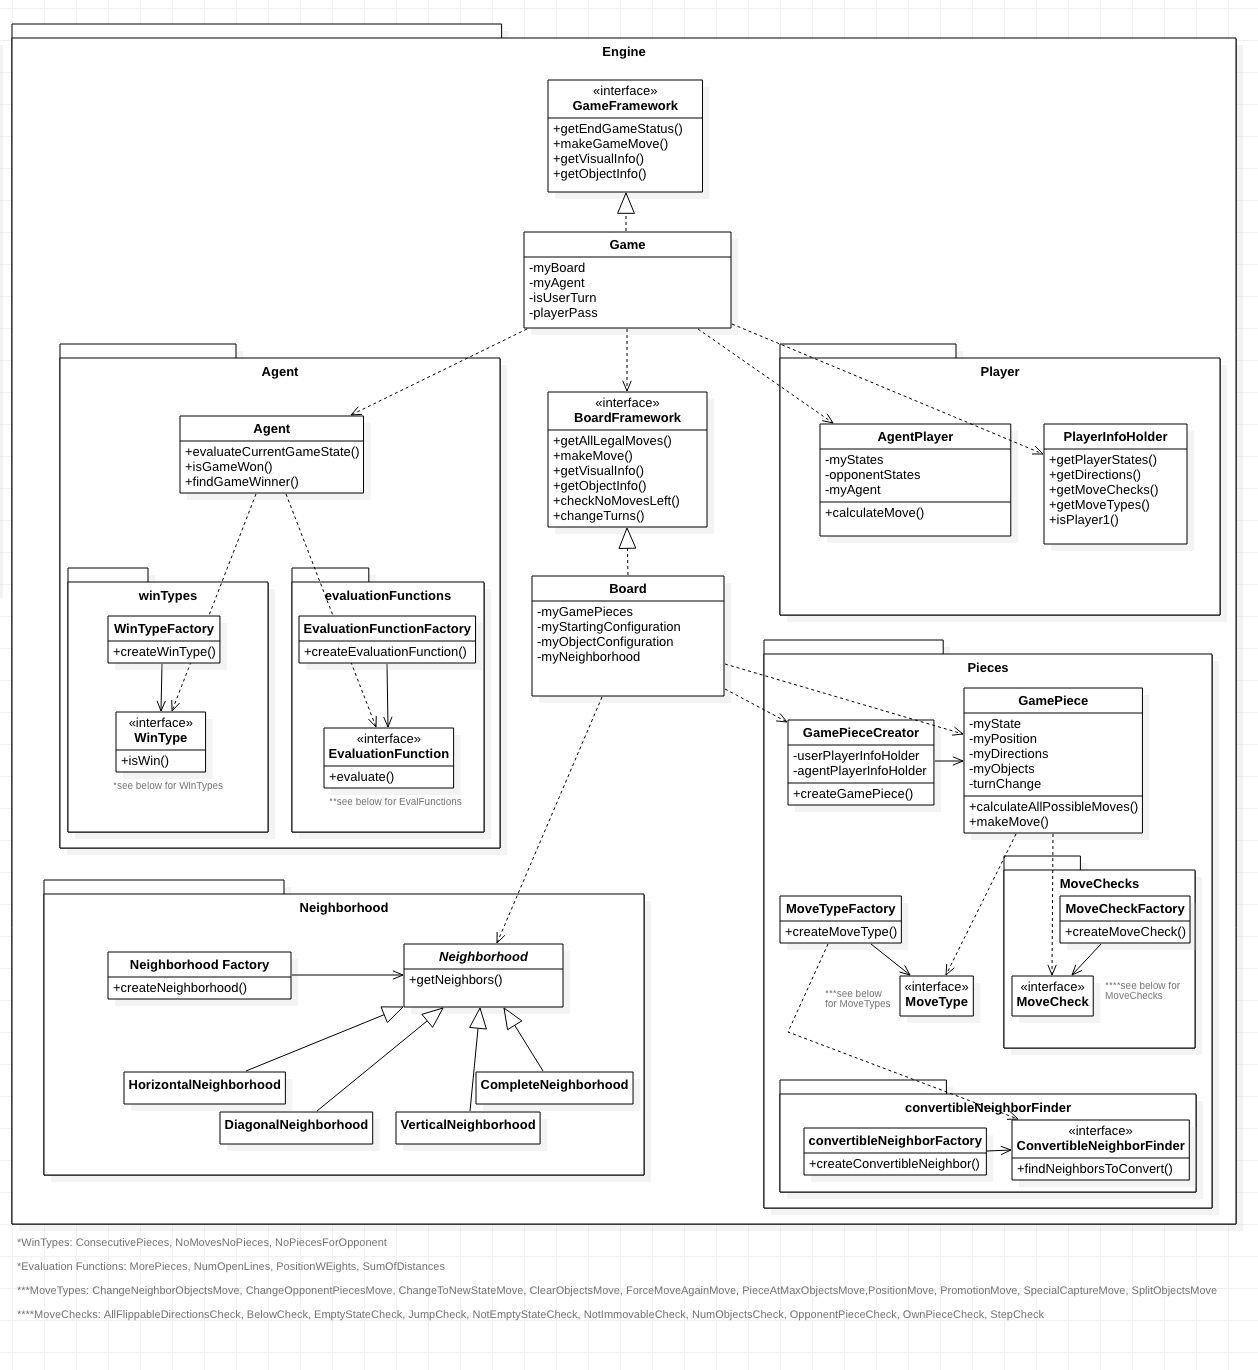 Engine
«interface»
GameFramework
+getEndGameStatus()
+makeGameMove()
+getVisualInfo()
+getObjectInfo()
Game
-myBoard
-myAgent
-isUserTurn
-playerPass
Agent
Agent
+evaluateCurrentGameState()
+isGameWon()
+findGameWinner()
winTypes
WinTypeFactory
+createWinType()
«interface»
WinType
+isWin()
*see below for WinTypes
evaluationFunctions
EvaluationFunctionFactory
+createEvaluationFunction()
«interface»
EvaluationFunction
+evaluate()
**see below for EvalFunctions
«interface»
BoardFramework
+getAllLegalMoves()
+makeMove()
+getVisualInfo()
+getObjectInfo()
+checkNoMovesLeft()
+changeTurns()
Board
-myGamePieces
-myStartingConfiguration
-myObjectConfiguration
-myNeighborhood
Player
AgentPlayer
-myStates
-opponentStates
-myAgent
+calculateMove()
PlayerInfoHolder
+getPlayerStates()
+getDirections()
+getMoveChecks()
+getMoveTypes()
+isPlayer1()
Pieces
GamePieceCreator
-userPlayerInfoHolder
-agentPlayerInfoHolder
+createGamePiece()
GamePiece
-myState
-myPosition
-myDirections
-myObjects
-turnChange
+calculateAllPossibleMoves()
+makeMove()
MoveTypeFactory
+createMoveType()
«interface»
MoveType
***see below
for MoveTypes
MoveChecks
MoveCheckFactory
+createMoveCheck()
«interface»
MoveCheck
****see below for
MoveChecks
convertibleNeighborFinder
convertibleNeighborFactory
+createConvertibleNeighbor()
«interface»
ConvertibleNeighborFinder
+findNeighborsToConvert()
Neighborhood
Neighborhood Factory
+createNeighborhood()
Neighborhood
+getNeighbors()
HorizontalNeighborhood
CompleteNeighborhood
DiagonalNeighborhood
VerticalNeighborhood
*WinTypes: ConsecutivePieces, NoMovesNoPieces, NoPiecesForOpponent
*Evaluation Functions: MorePieces, NumOpenLines, PositionWEights, SumOfDistances
***MoveTypes: ChangeNeighborObjectsMove, ChangeOpponentPiecesMove, ChangeToNewStateMove, ClearObjectsMove, ForceMoveAgainMove, PieceAtMaxObjectsMove,PositionMove, PromotionMove, SpecialCaptureMove, SplitObjectsMove
****MoveChecks: AllFlippableDirectionsCheck, BelowCheck, EmptyStateCheck, JumpCheck, NotEmptyStateCheck, NotImmovableCheck, NumObjectsCheck, OpponentPieceCheck, OwnPieceCheck, StepCheck